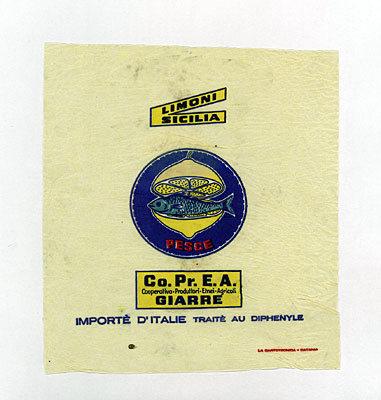 LIMONI
SICILIA
PESCE
Co. Pr. E. A.
Cooperativa-Produttori-Etnei-Agricoli
GIARRE
IMPORTÉ D'ITALIE TRAITÉ AU DIPHENYLE